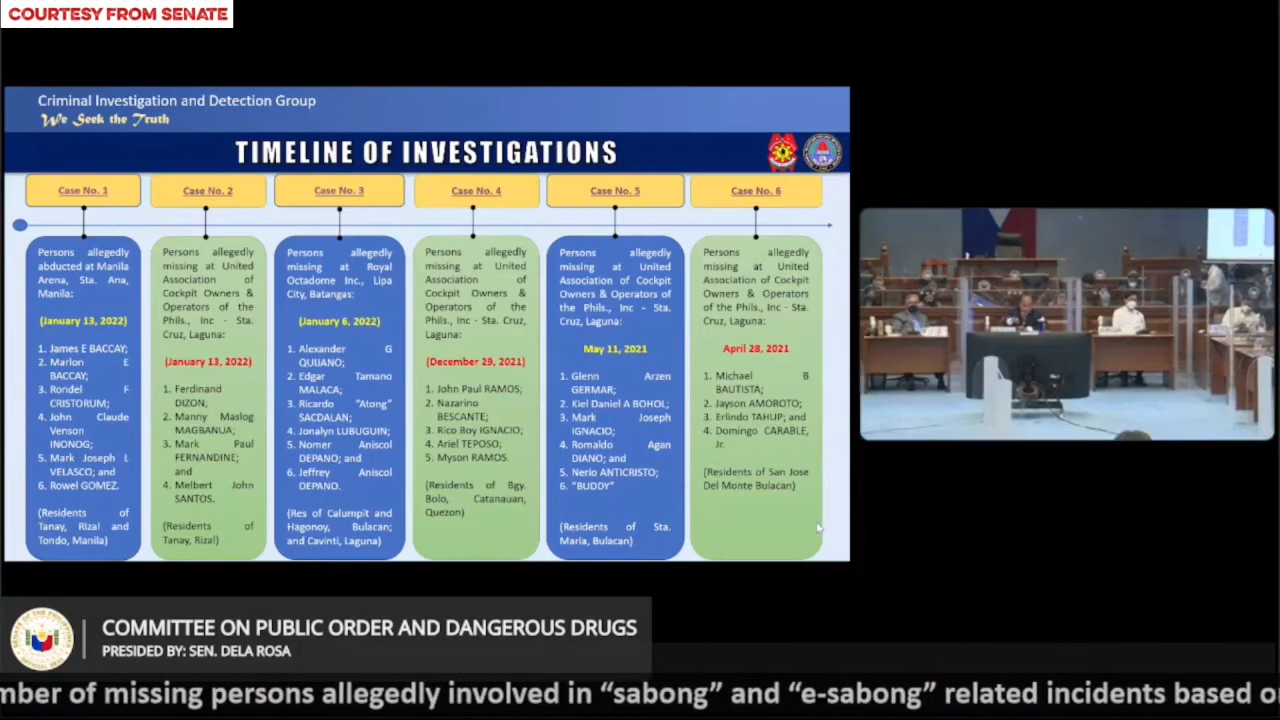 COURTESY FROM SENATE
Criminal Investigation and Detection Group
We Seek the Truth
TIMELINE OF INVESTIGATIONS
Case No. 1
Persons allegedly
abducted at Manila
Arena, Sta. Ana,
Manila:
(January 13, 2022)
1. James E BACCAY;
2. Marlon E
BACCAY;
3. Rondel F
CRISTORUM;
4. John Claude
Venson
INONOG;
5. Mark Joseph L
VELASCO; and
6. Rowel GOMEZ.
(Residents of
Tanay, Rizal and
Tondo, Manila)
Case No. 2
Persons allegedly
missing at United
Association of
Cockpit Owners &
Operators of the
Phils., Inc - Sta.
Cruz, Laguna:
(January 13, 2022)
1. Ferdinand
DIZON;
2. Manny Maslog
MAGBANUA;
3. Mark Paul
FERNANDINE;
and
4. Melbert John
SANTOS.
(Residents of
Tanay, Rizal)
Case No. 3
Persons allegedly
missing at Royal
Octadome Inc., Lipa
City, Batangas:
(January 6, 2022)
1. Alexander G
QUIJANO;
2. Edgar Tamano
MALACA;
3. Ricardo "Atong"
SACDALAN;
4. Jonalyn LUBUGUIN;
5. Nomer Aniscol
DEPANO; and
6. Jeffrey Aniscol
DEPANO.
(Res of Calumpit and
Hagonoy, Bulacan;
and Cavinti, Laguna)
Case No. 4
Persons allegedly
missing at United
Association of
Cockpit Owners &
Operators of the
Phils., Inc - Sta.
Cruz, Laguna:
(December 29, 2021)
1. John Paul RAMOS;
2. Nazarino
BESCANTE;
3. Rico Boy IGNACIO;
4. Ariel TEPOSO;
5. Myson RAMOS.
(Residents of Bgy.
Bolo, Catanauan,
Quezon)
Case No. 5
Persons allegedly
missing at United
Association of Cockpit
Owners & Operators of
the Phils., Inc - Sta.
Cruz, Laguna:
May 11, 2021
1. Glenn Arzen
GERMAR;
2. Kiel Daniel A BOHOL;
3. Mark Joseph
IGNACIO;
4. Romaldo Agan
DIANO; and
5. Nerio ANTICRISTO;
6. "BUDDY"
(Residents of Sta.
Maria, Bulacan)
Case No. 6
Persons allegedly
missing at United
Association of Cockpit
Owners & Operators
of the Phils., Inc - Sta.
Cruz, Laguna:
April 28, 2021
1. Michael B
BAUTISTA;
2. Jayson AMOROTO;
3. Erlindo TAHUP; and
4. Domingo CARABLE,
Jr.
(Residents of San Jose
Del Monte Bulacan)
COMMITTEE ON PUBLIC ORDER AND DANGEROUS DRUGS
PRESIDED BY: SEN. DELA ROSA
mber of missing persons allegedly involved in “sabong” and “e-sabong” related incidents based o